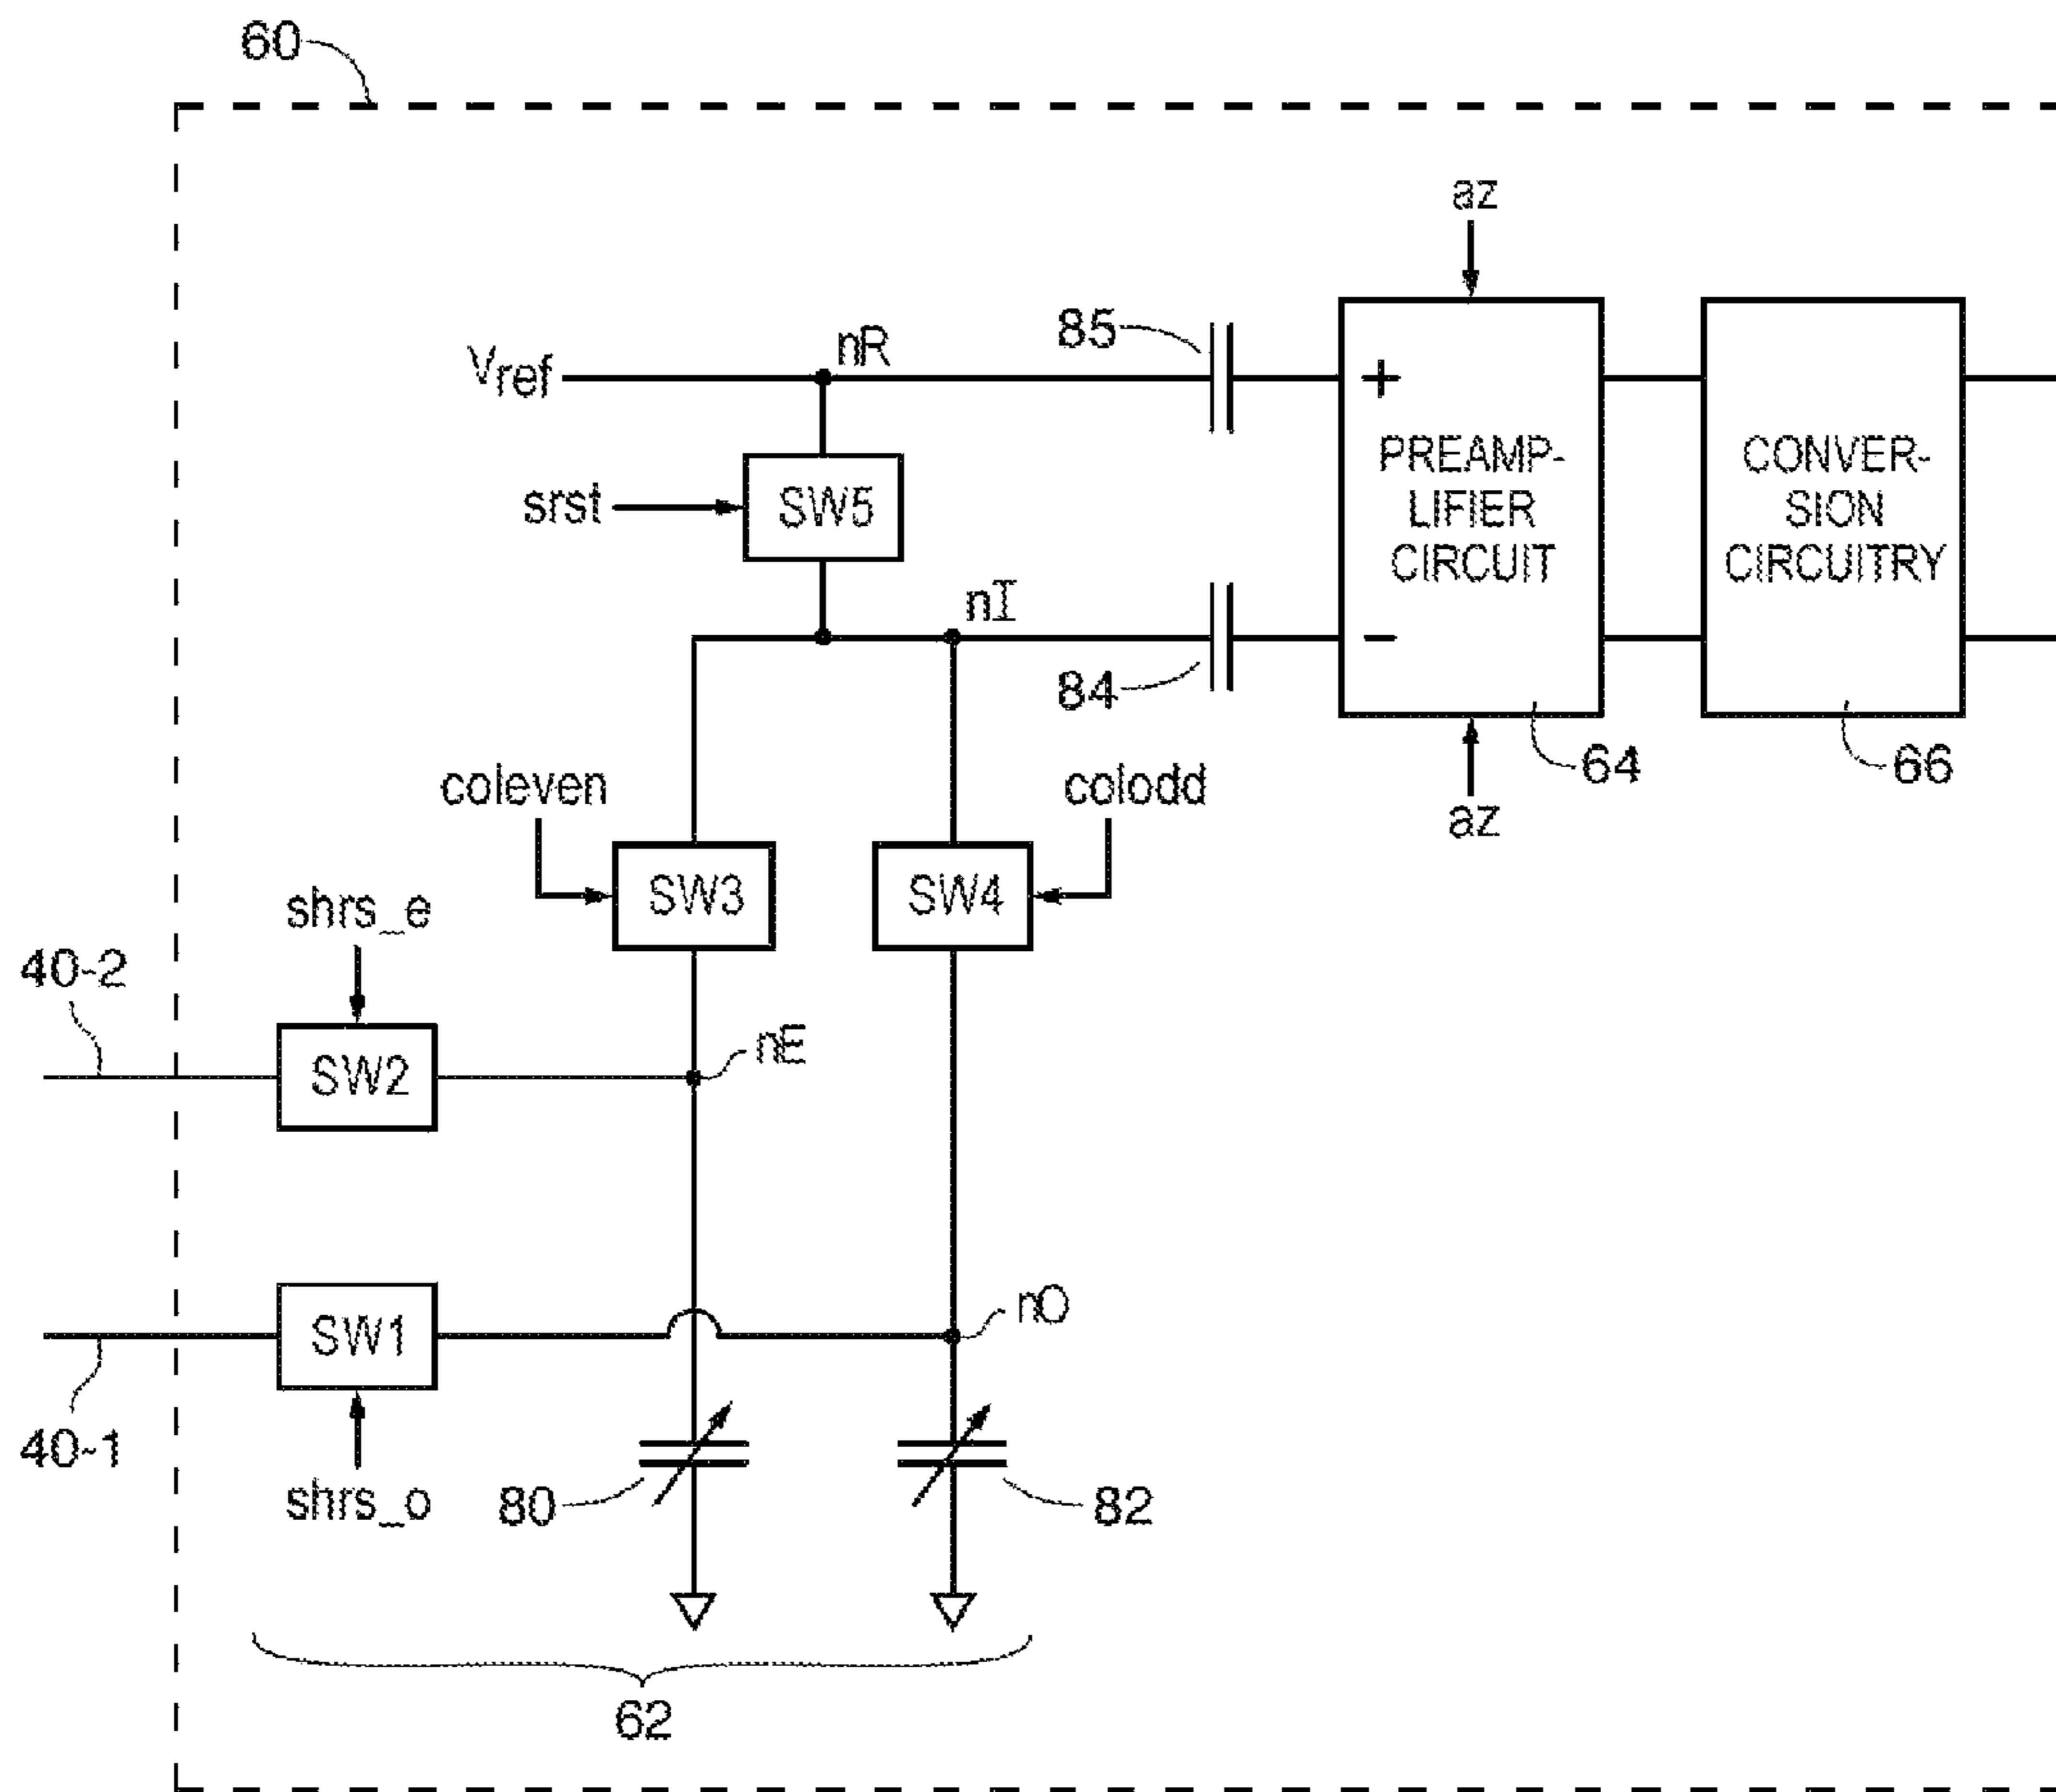 60
az
85
nR
Vref
+
PREAMP-
LIFIER
CIRCUIT
CONVER-
SION
CIRCUITRY
srst
SW5
nI
−
84
64
66
az
coleven
colodd
SW3
SW4
shrs_e
40-2
SW2
nE
nO
SW1
40-1
shrs_o
80
82
62